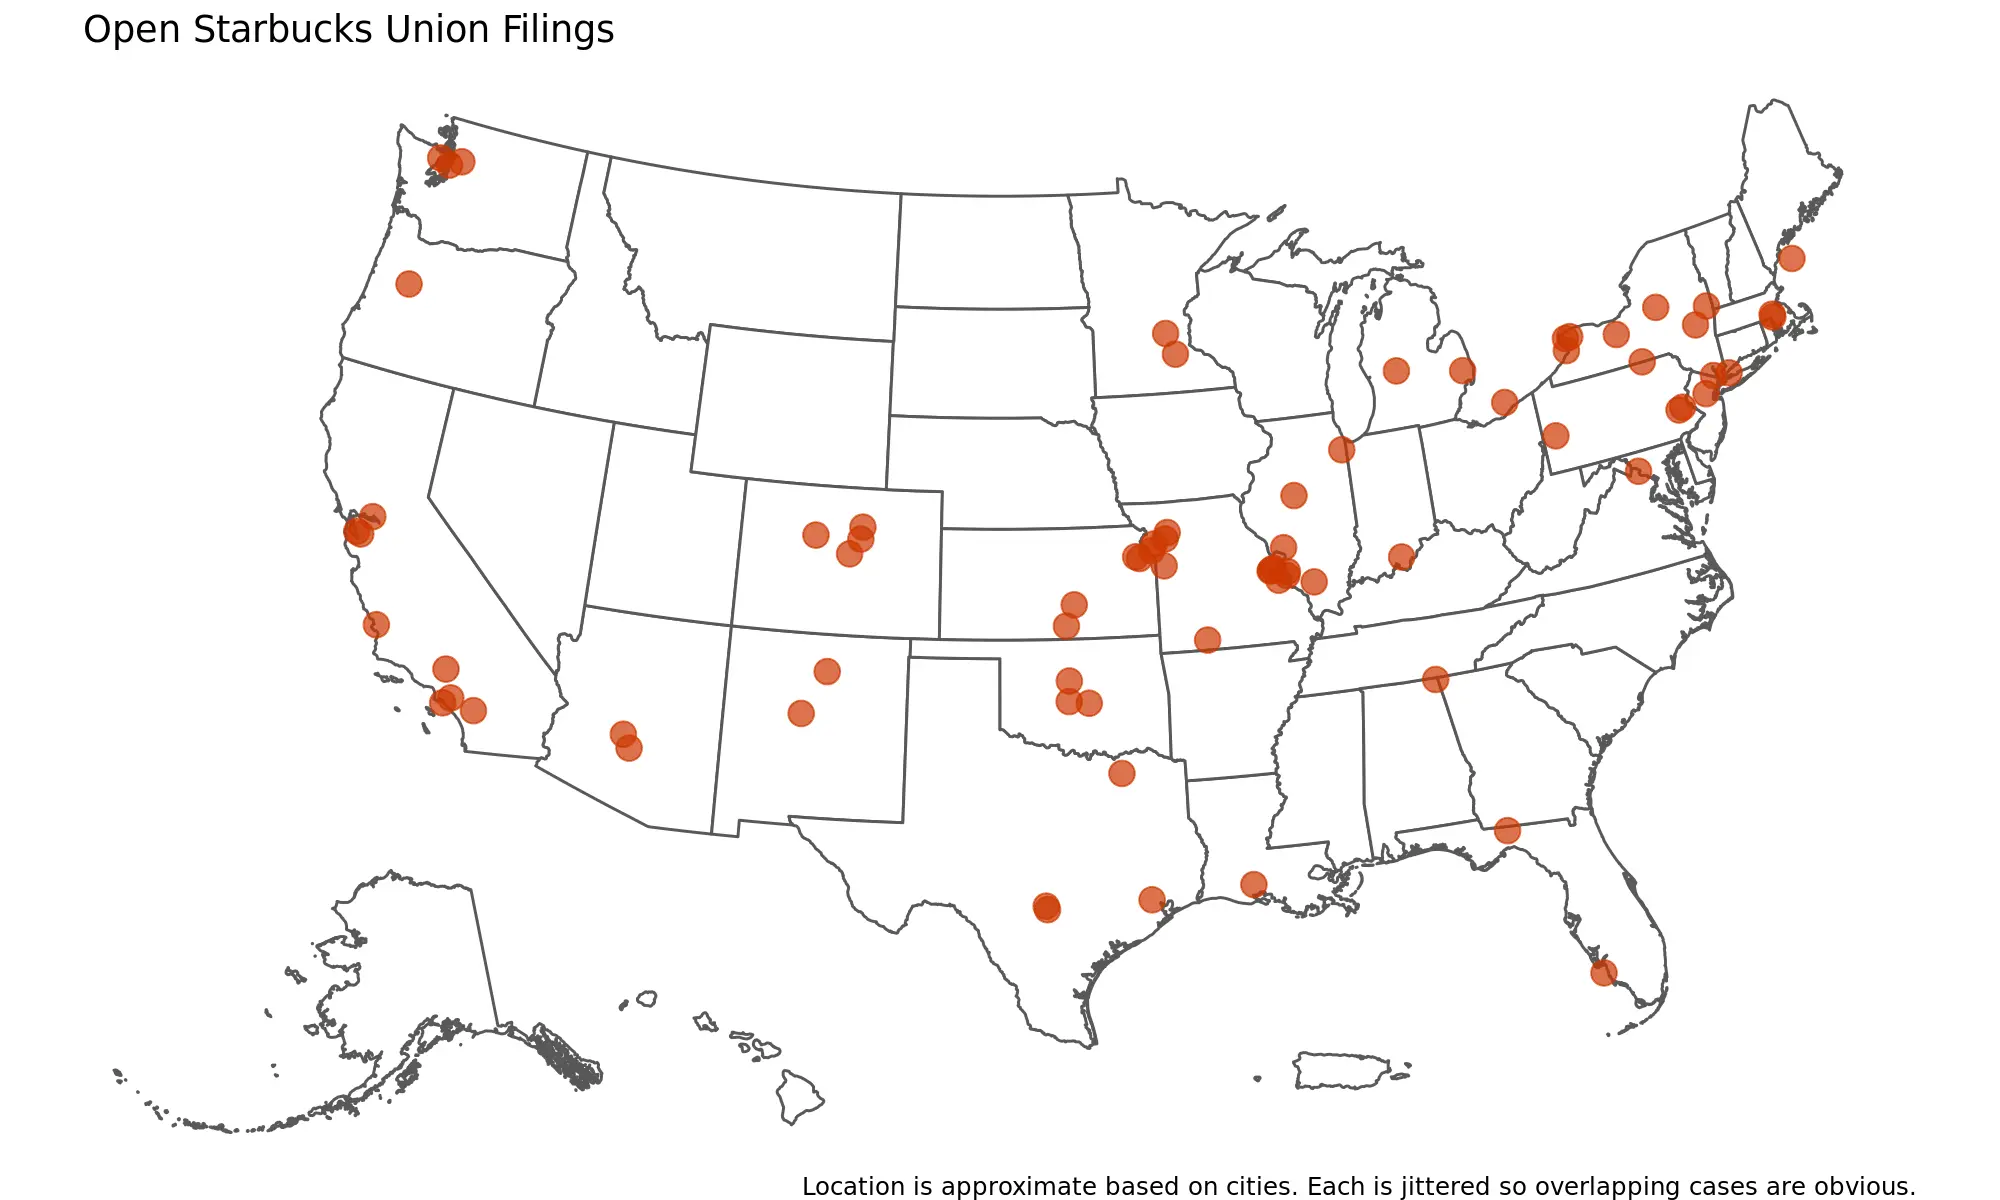 Open Starbucks Union Filings
Location is approximate based on cities. Each is jittered so overlapping cases are obvious.